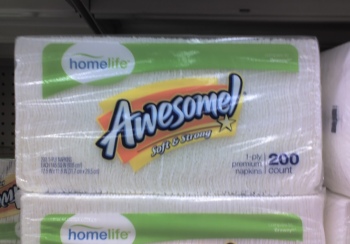 homelife
Awesome!
Soft & Strong
1-ply
premium
napkins
200
count
homelife